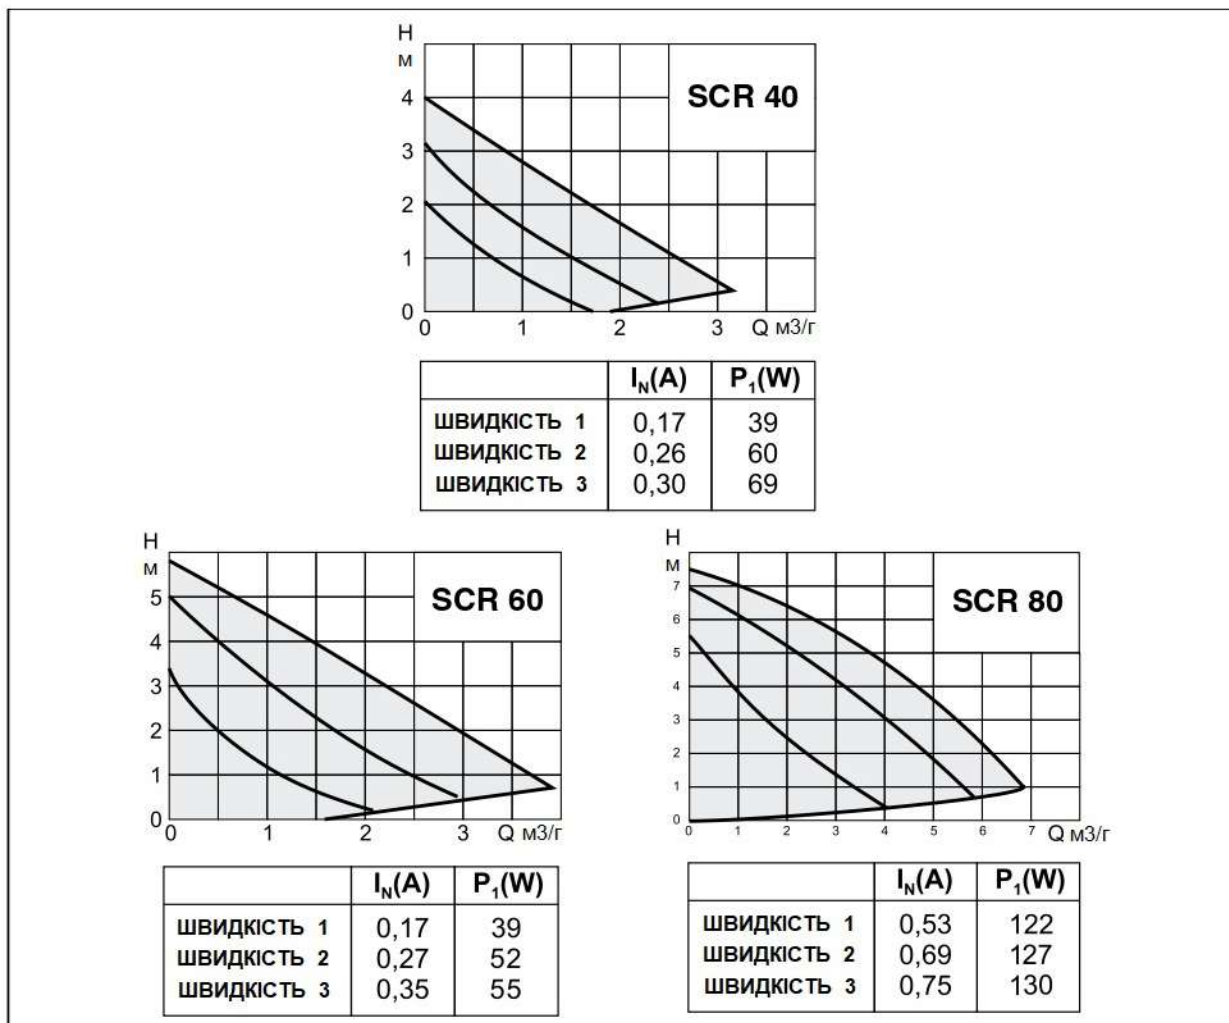 H
м
SCR 40
4
3
2
1
0
0 1 2 3 Q м3/г
I_N(A) P_1(W)
ШВИДКІСТЬ 1 0,17 39
ШВИДКІСТЬ 2 0,26 60
ШВИДКІСТЬ 3 0,30 69
H
м
SCR 60
5
4
3
2
1
0
0 1 2 3 Q м3/г
I_N(A) P_1(W)
ШВИДКІСТЬ 1 0,17 39
ШВИДКІСТЬ 2 0,27 52
ШВИДКІСТЬ 3 0,35 55
H
м
SCR 80
7
6
5
4
3
2
1
0
0 1 2 3 4 5 6 7 Q м3/г
I_N(A) P_1(W)
ШВИДКІСТЬ 1 0,53 122
ШВИДКІСТЬ 2 0,69 127
ШВИДКІСТЬ 3 0,75 130